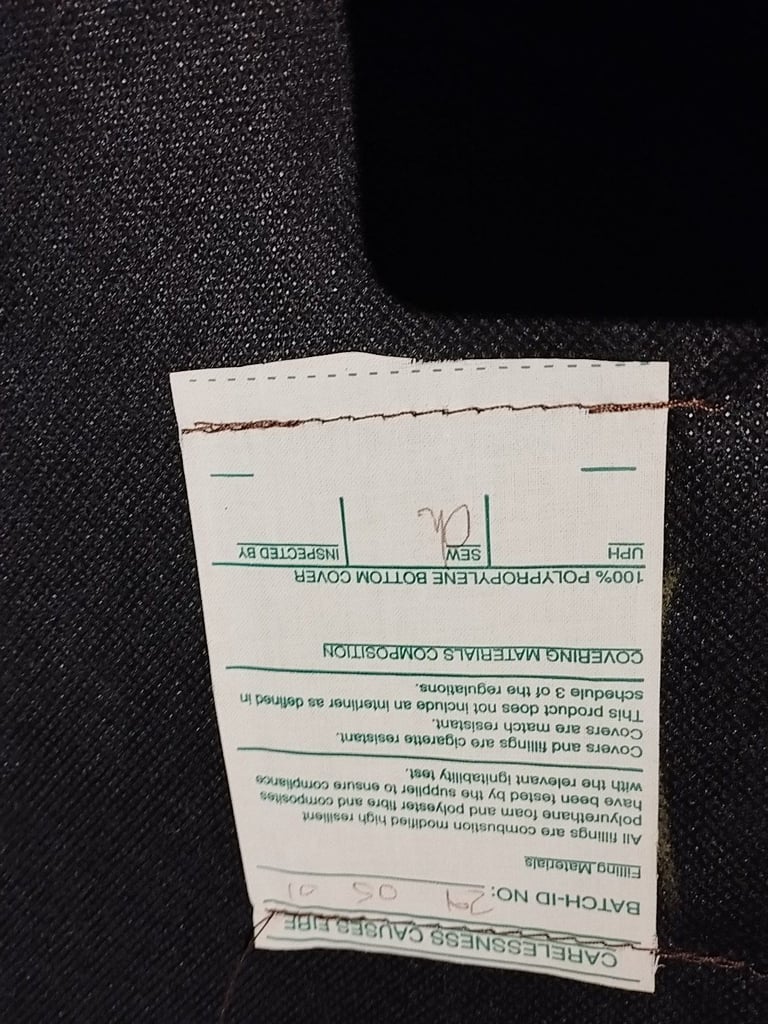 CARELESSNESS CAUSES FIRE
BATCH-ID NO: 29 05 01
Filling Materials
All fillings are combustion modified high resilient
polyurethane foam and polyester fibre and composites
have been tested by the supplier to ensure compliance
with the relevant ignitability test.
Covers and fillings are cigarette resistant.
Covers are match resistant.
This product does not include an interliner as defined in
schedule 3 of the regulations.
COVERING MATERIALS COMPOSITION
100% POLYPROPYLENE BOTTOM COVER
UPH SEW INSPECTED BY